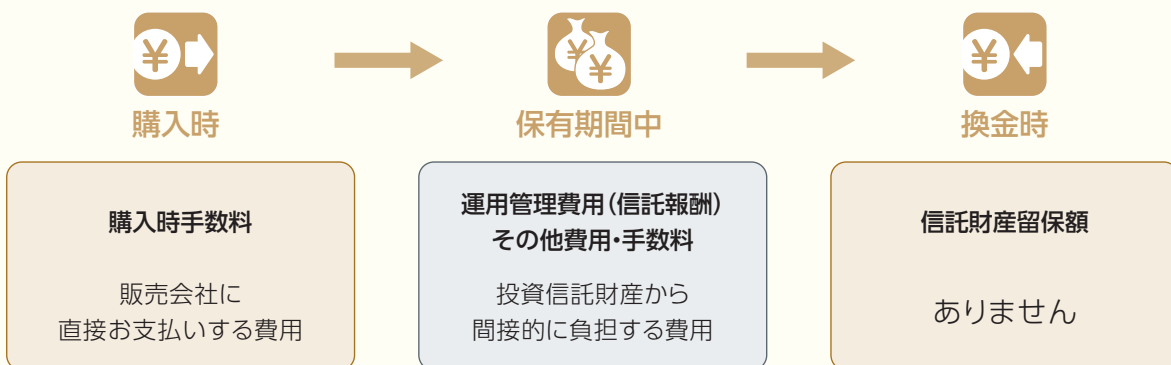 ¥
購入時
購入時手数料
販売会社に
直接お支払いする費用
¥
¥
保有期間中
運用管理費用（信託報酬）
その他費用・手数料
投資信託財産から
間接的に負担する費用
¥
換金時
信託財産留保額
ありません